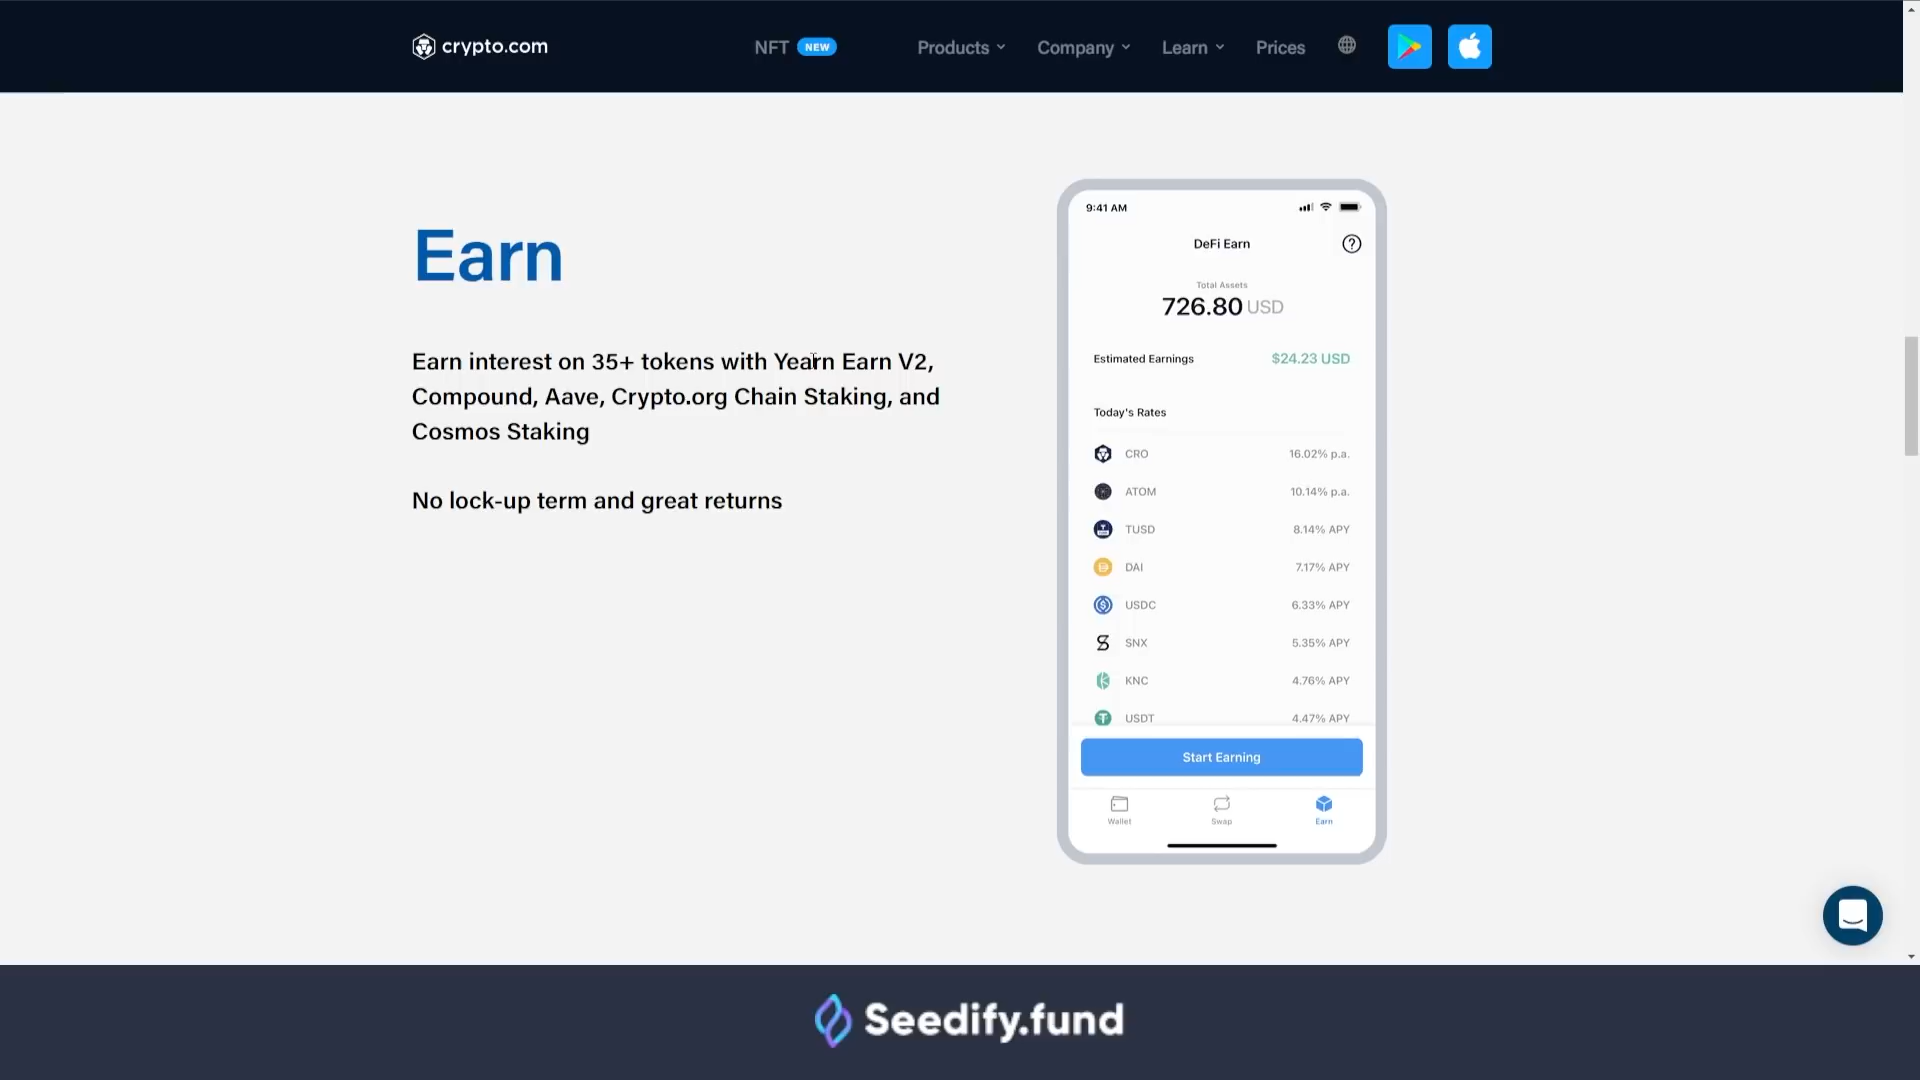 crypto.com
NFT NEW
Products
Company
Learn
Prices
Earn
Earn interest on 35+ tokens with Yearn Earn V2,
Compound, Aave, Crypto.org Chain Staking, and
Cosmos Staking
No lock-up term and great returns
9:41 AM
DeFi Earn
Total Assets
726.80 USD
Estimated Earnings $24.23 USD
Today's Rates
CRO 16.02% p.a.
ATOM 10.14% p.a.
TUSD 8.14% APY
DAI 7.17% APY
USDC 6.33% APY
SNX 5.35% APY
KNC 4.76% APY
USDT 4.47% APY
Start Earning
Wallet
Swap
Earn
Seedify.fund